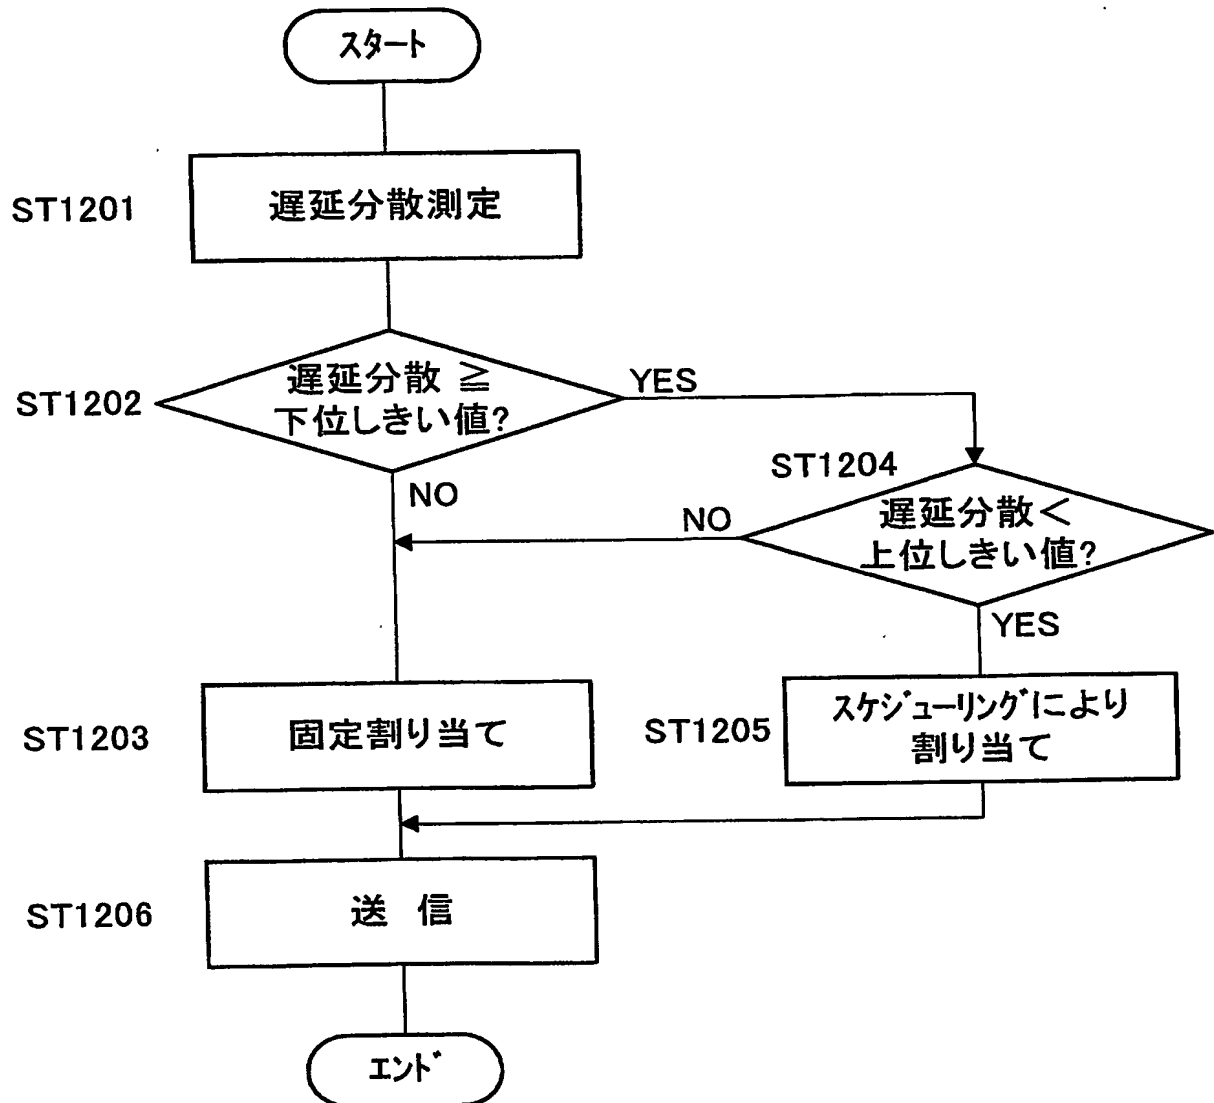 スタート
ST1201
遅延分散測定
ST1202
遅延分散 ≧
下位しきい値?
YES
NO
ST1204
遅延分散<
上位しきい値?
NO
YES
ST1203
固定割り当て
ST1205
スケジューリングにより
割り当て
ST1206
送 信
エンド